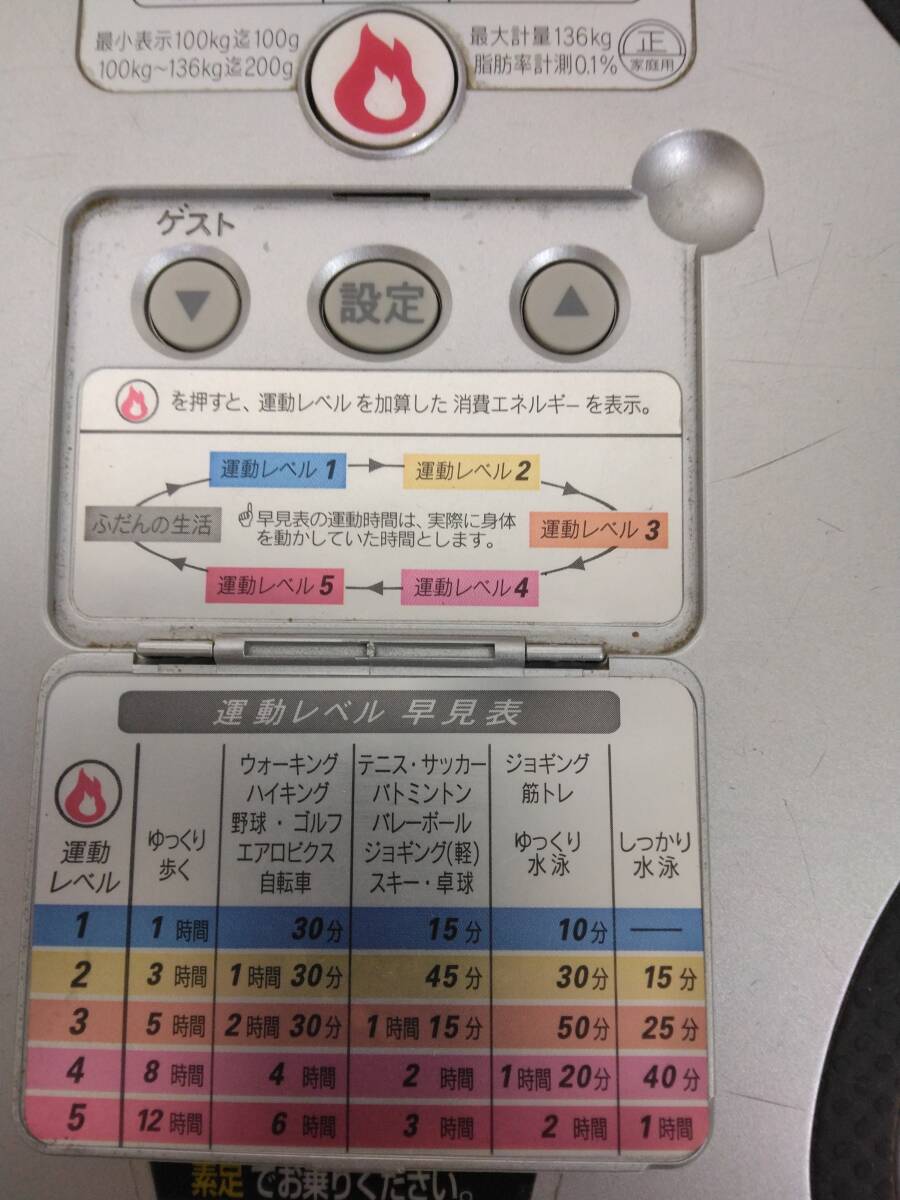 最小表示100kg迄100g
100kg~136kg迄200g
最大計量136kg
脂肪率計測0.1%
正
家庭用
ゲスト
▼ 設定 ▲
を押すと、運動レベルを加算した消費エネルギーを表示。
運動レベル 1
運動レベル 2
ふだんの生活
早見表の運動時間は、実際に身体
を動かしていた時間とします。
運動レベル 3
運動レベル 5
運動レベル 4
運動レベル 早見表
運動
レベル
ゆっくり
歩く
ウォーキング
ハイキング
野球・ゴルフ
エアロビクス
自転車
テニス・サッカー
バトミントン
バレーボール
ジョギング(軽)
スキー・卓球
ジョギング
筋トレ
ゆっくり
水泳
しっかり
水泳
1 1時間 30分 15分 10分 ——
2 3時間 1時間30分 45分 30分 15分
3 5時間 2時間30分 1時間15分 50分 25分
4 8時間 4時間 2時間 1時間20分 40分
5 12時間 6時間 3時間 2時間 1時間
素足でお乗りください。